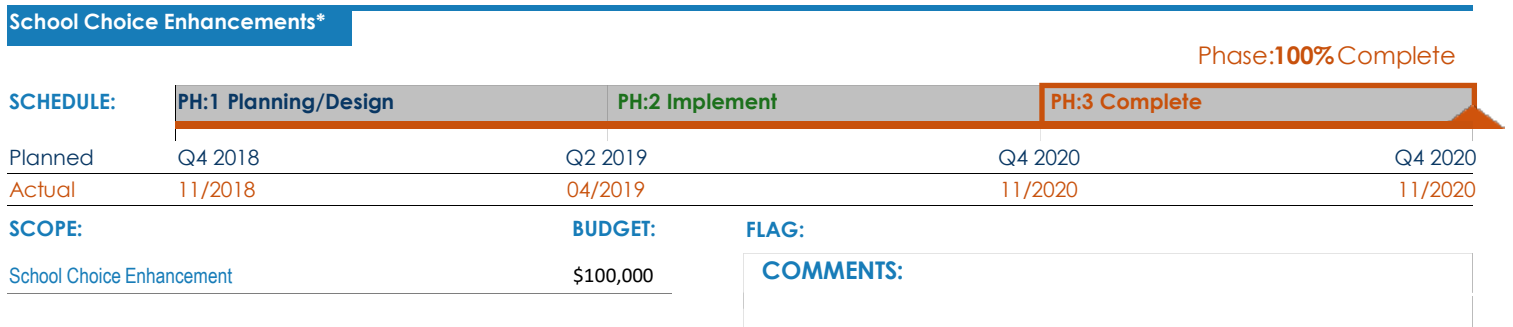 School Choice Enhancements*
Phase:100%Complete
SCHEDULE: PH:1 Planning/Design PH:2 Implement PH:3 Complete
Planned Q4 2018 Q2 2019 Q4 2020 Q4 2020
Actual 11/2018 04/2019 11/2020 11/2020
SCOPE: BUDGET: FLAG:
School Choice Enhancement $100,000 COMMENTS: